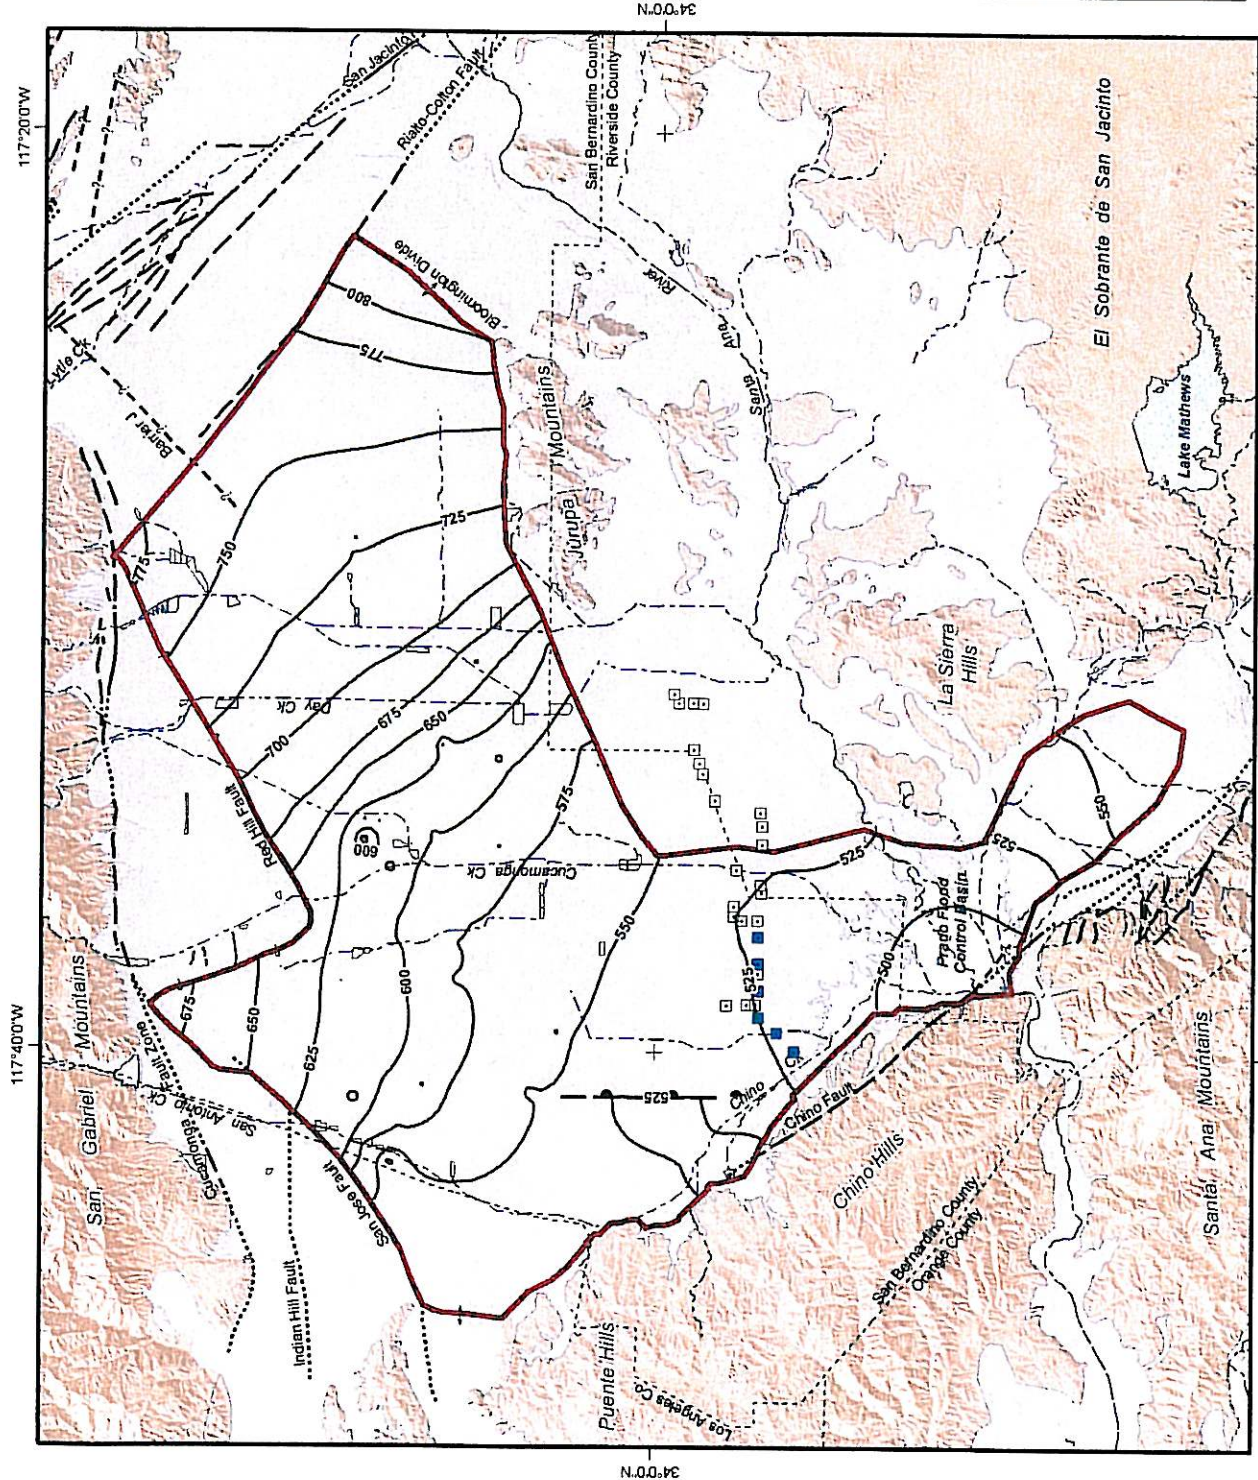 34°0'0"N
117°20'0"W
117°40'0"W
34°0'0"N
San Jacinto
Rialto-Colton Fault
San Bernardino County
Riverside County
Lytle Ck
Barrier J
Bloomington Divide
800
775
775
750
725
700
675
650
Red Hill Fault
Day Ck
Jurupa Mountains
Santa Ana River
El Sobrante de San Jacinto
Lake Mathews
La Sierra Hills
600
Cucamonga Ck
575
550
600
625
650
675
San Gabriel Mountains
Cucamonga Fault Zone
San Antonio Ck
Indian Hill Fault
San Jose Fault
525
525
525
525
500
550
Prado Flood
Control Basin
Chino Ck
Chino Fault
Chino Hills
Puente Hills
Los Angeles Co
San Bernardino County
Orange County
Santa Ana Mountains